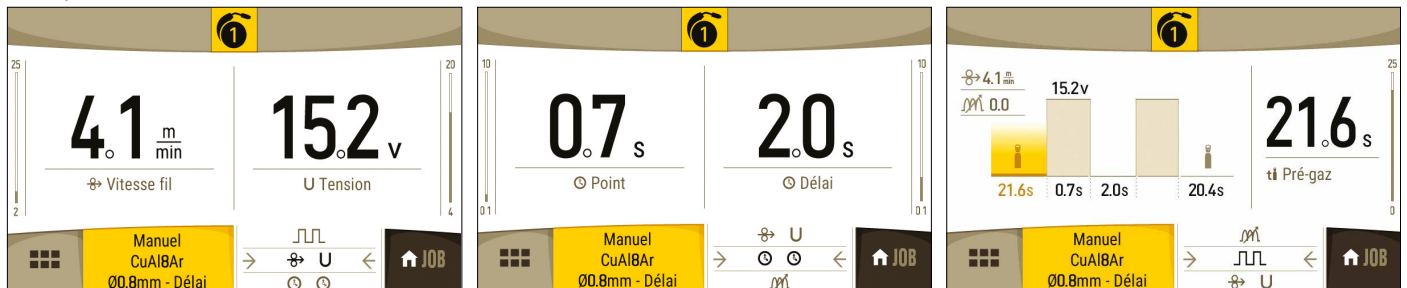 1
25
20
4.1 m/min
15.2 v
Vitesse fil
U Tension
2
4
Manuel
CuAl8Ar
Ø0.8mm - Délai
U
JOB
1
10
10
0.7 s
2.0 s
Point
Délai
0.1
0.1
U
Manuel
CuAl8Ar
Ø0.8mm - Délai
JOB
1
25
4.1 m/min
0.0
15.2v
21.6 s
t Pré-gaz
21.6s 0.7s 2.0s 20.4s
0
Manuel
CuAl8Ar
Ø0.8mm - Délai
U
JOB